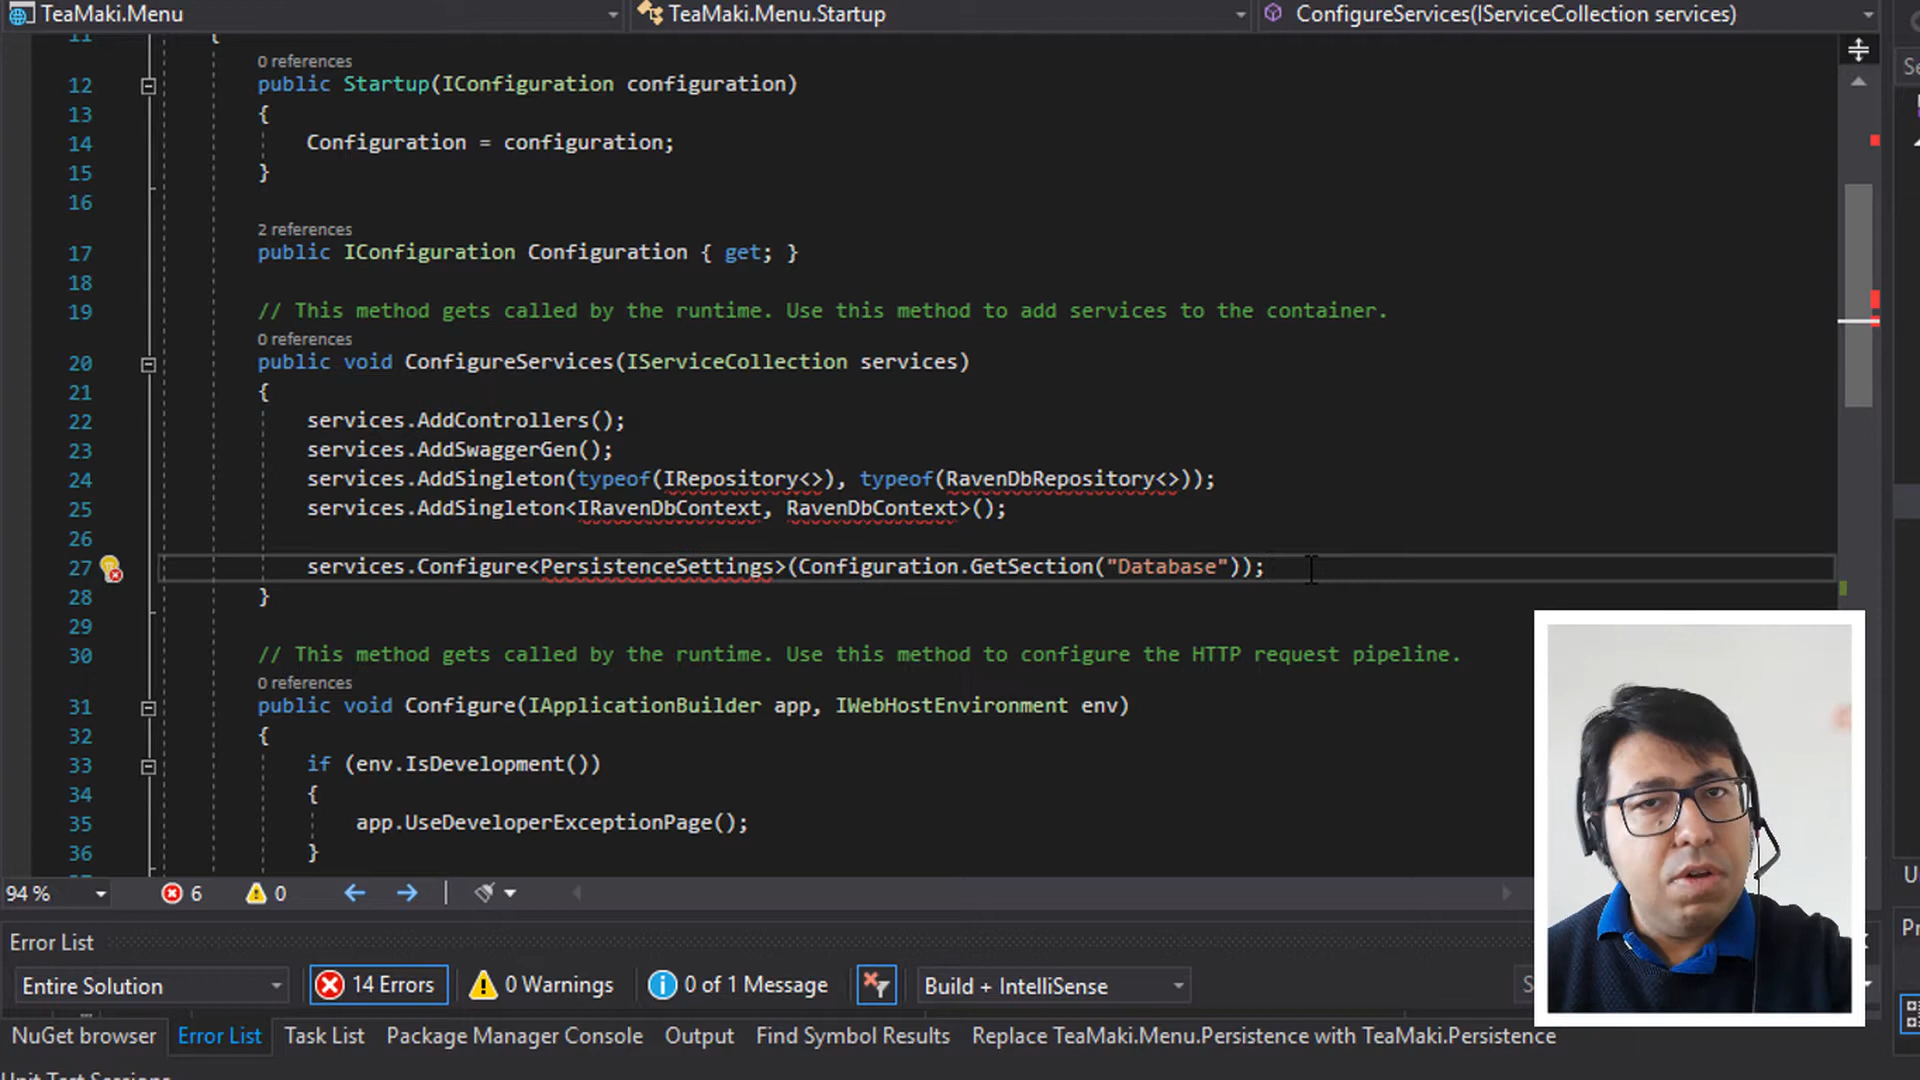 TeaMaki.Menu
TeaMaki.Menu.Startup
ConfigureServices(IServiceCollection services)
11 {
0 references
12 public Startup(IConfiguration configuration)
13 {
14 Configuration = configuration;
15 }
16
2 references
17 public IConfiguration Configuration { get; }
18
19 // This method gets called by the runtime. Use this method to add services to the container.
0 references
20 public void ConfigureServices(IServiceCollection services)
21 {
22 services.AddControllers();
23 services.AddSwaggerGen();
24 services.AddSingleton(typeof(IRepository<>), typeof(RavenDbRepository<>));
25 services.AddSingleton<IRavenDbContext, RavenDbContext>();
26
27 services.Configure<PersistenceSettings>(Configuration.GetSection("Database"));
28 }
29
30 // This method gets called by the runtime. Use this method to configure the HTTP request pipeline.
0 references
31 public void Configure(IApplicationBuilder app, IWebHostEnvironment env)
32 {
33 if (env.IsDevelopment())
34 {
35 app.UseDeveloperExceptionPage();
36 }
94 % 6 0
Error List
Entire Solution 14 Errors 0 Warnings 0 of 1 Message Build + IntelliSense
NuGet browser Error List Task List Package Manager Console Output Find Symbol Results Replace TeaMaki.Menu.Persistence with TeaMaki.Persistence